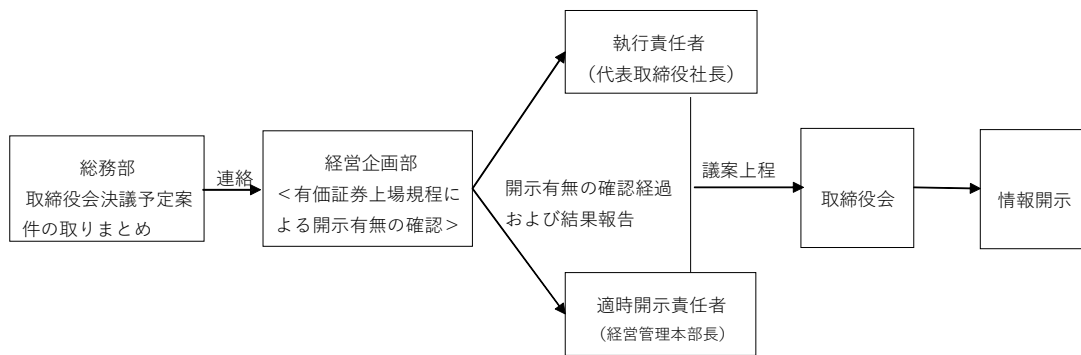 執行責任者
（代表取締役社長）
総務部
取締役会決議予定案
件の取りまとめ
連絡
経営企画部
＜有価証券上場規程に
よる開示有無の確認＞
開示有無の確認経過
および結果報告
議案上程
取締役会
情報開示
適時開示責任者
（経営管理本部長）